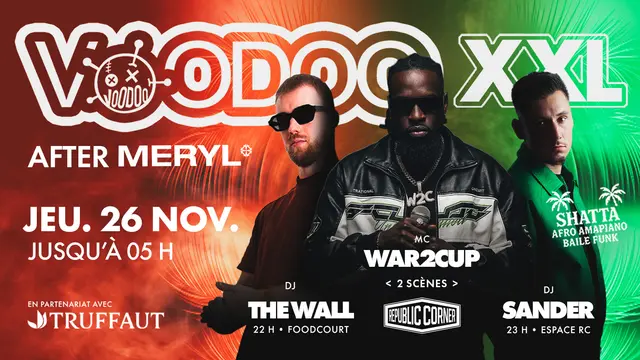 VOODOO XXL
VOODOO
AFTER MERYL
JEU. 26 NOV.
JUSQU'À 05 H
EN PARTENARIAT AVEC
TRUFFAUT
W2C
MC
WAR2CUP
< 2 SCÈNES >
REPUBLIC CORNER
DJ
THE WALL
22 H • FOODCOURT
DJ
SANDER
23 H • ESPACE RC
SHATTA
AFRO AMAPIANO
BAILE FUNK